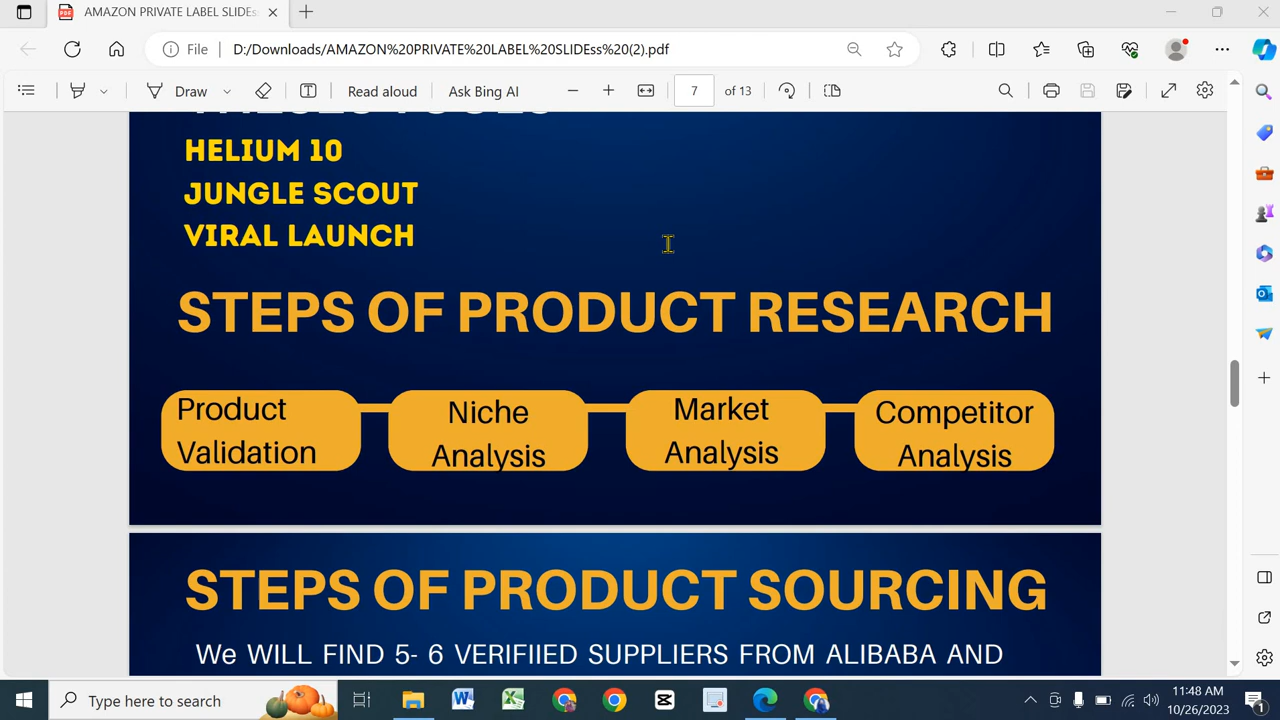 AMAZON PRIVATE LABEL SLIDEs
File D:/Downloads/AMAZON%20PRIVATE%20LABEL%20SLIDEss%20(2).pdf
Draw Read aloud Ask Bing AI 7 of 13
HELIUM 10
JUNGLE SCOUT
VIRAL LAUNCH
STEPS OF PRODUCT RESEARCH
Product
Validation
Niche
Analysis
Market
Analysis
Competitor
Analysis
STEPS OF PRODUCT SOURCING
We WILL FIND 5- 6 VERIFIIED SUPPLIERS FROM ALIBABA AND
Type here to search
11:48 AM
10/26/2023
1